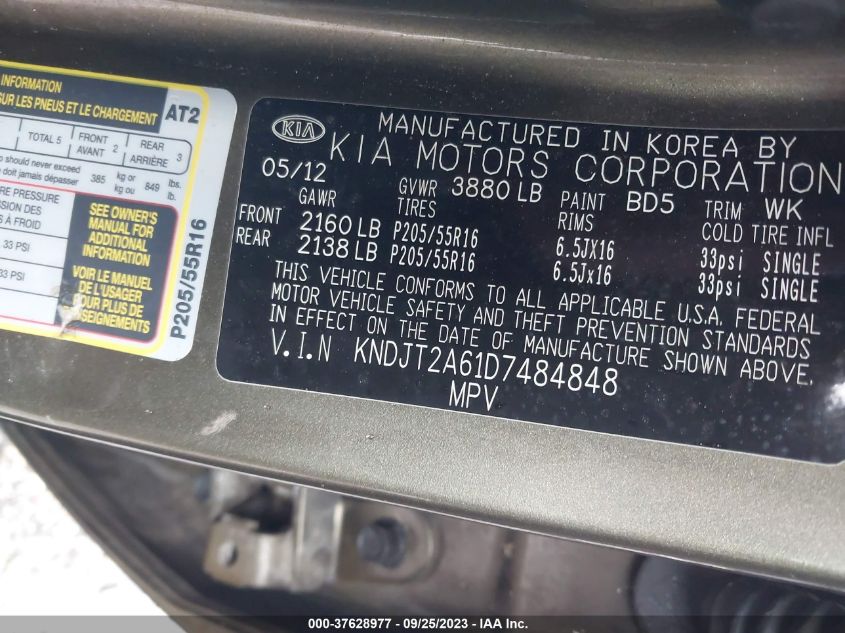 INFORMATION
SUR LES PNEUS ET LE CHARGEMENT
AT2
TOTAL 5
FRONT
AVANT
2
REAR
ARRIÈRE
3
should never exceed
doit jamais dépasser
385
kg or
kg ou
849
lbs.
lb.
PRESSURE
DES
À FROID
33 PSI
33 PSI
SEE OWNER'S
MANUAL FOR
ADDITIONAL
INFORMATION
VOIR LE MANUEL
DE L'USAGER
POUR PLUS DE
P205/55R16
KIA
MANUFACTURED IN KOREA BY
KIA MOTORS CORPORATION
05/12
GVWR 3880 LB
PAINT BD5
TRIM WK
GAWR
TIRES
RIMS
COLD TIRE INFL
FRONT 2160 LB P205/55R16 6.5JX16 33psi SINGLE
REAR 2138 LB P205/55R16 6.5Jx16 33psi SINGLE
THIS VEHICLE CONFORMS TO ALL APPLICABLE U.S.A. FEDERAL
MOTOR VEHICLE SAFETY AND THEFT PREVENTION STANDARDS
IN EFFECT ON THE DATE OF MANUFACTURE SHOWN ABOVE.
V.I.N KNDJT2A61D7484848
MPV
000-37628977 - 09/25/2023 - Copyright © 2023 IAA, Inc.